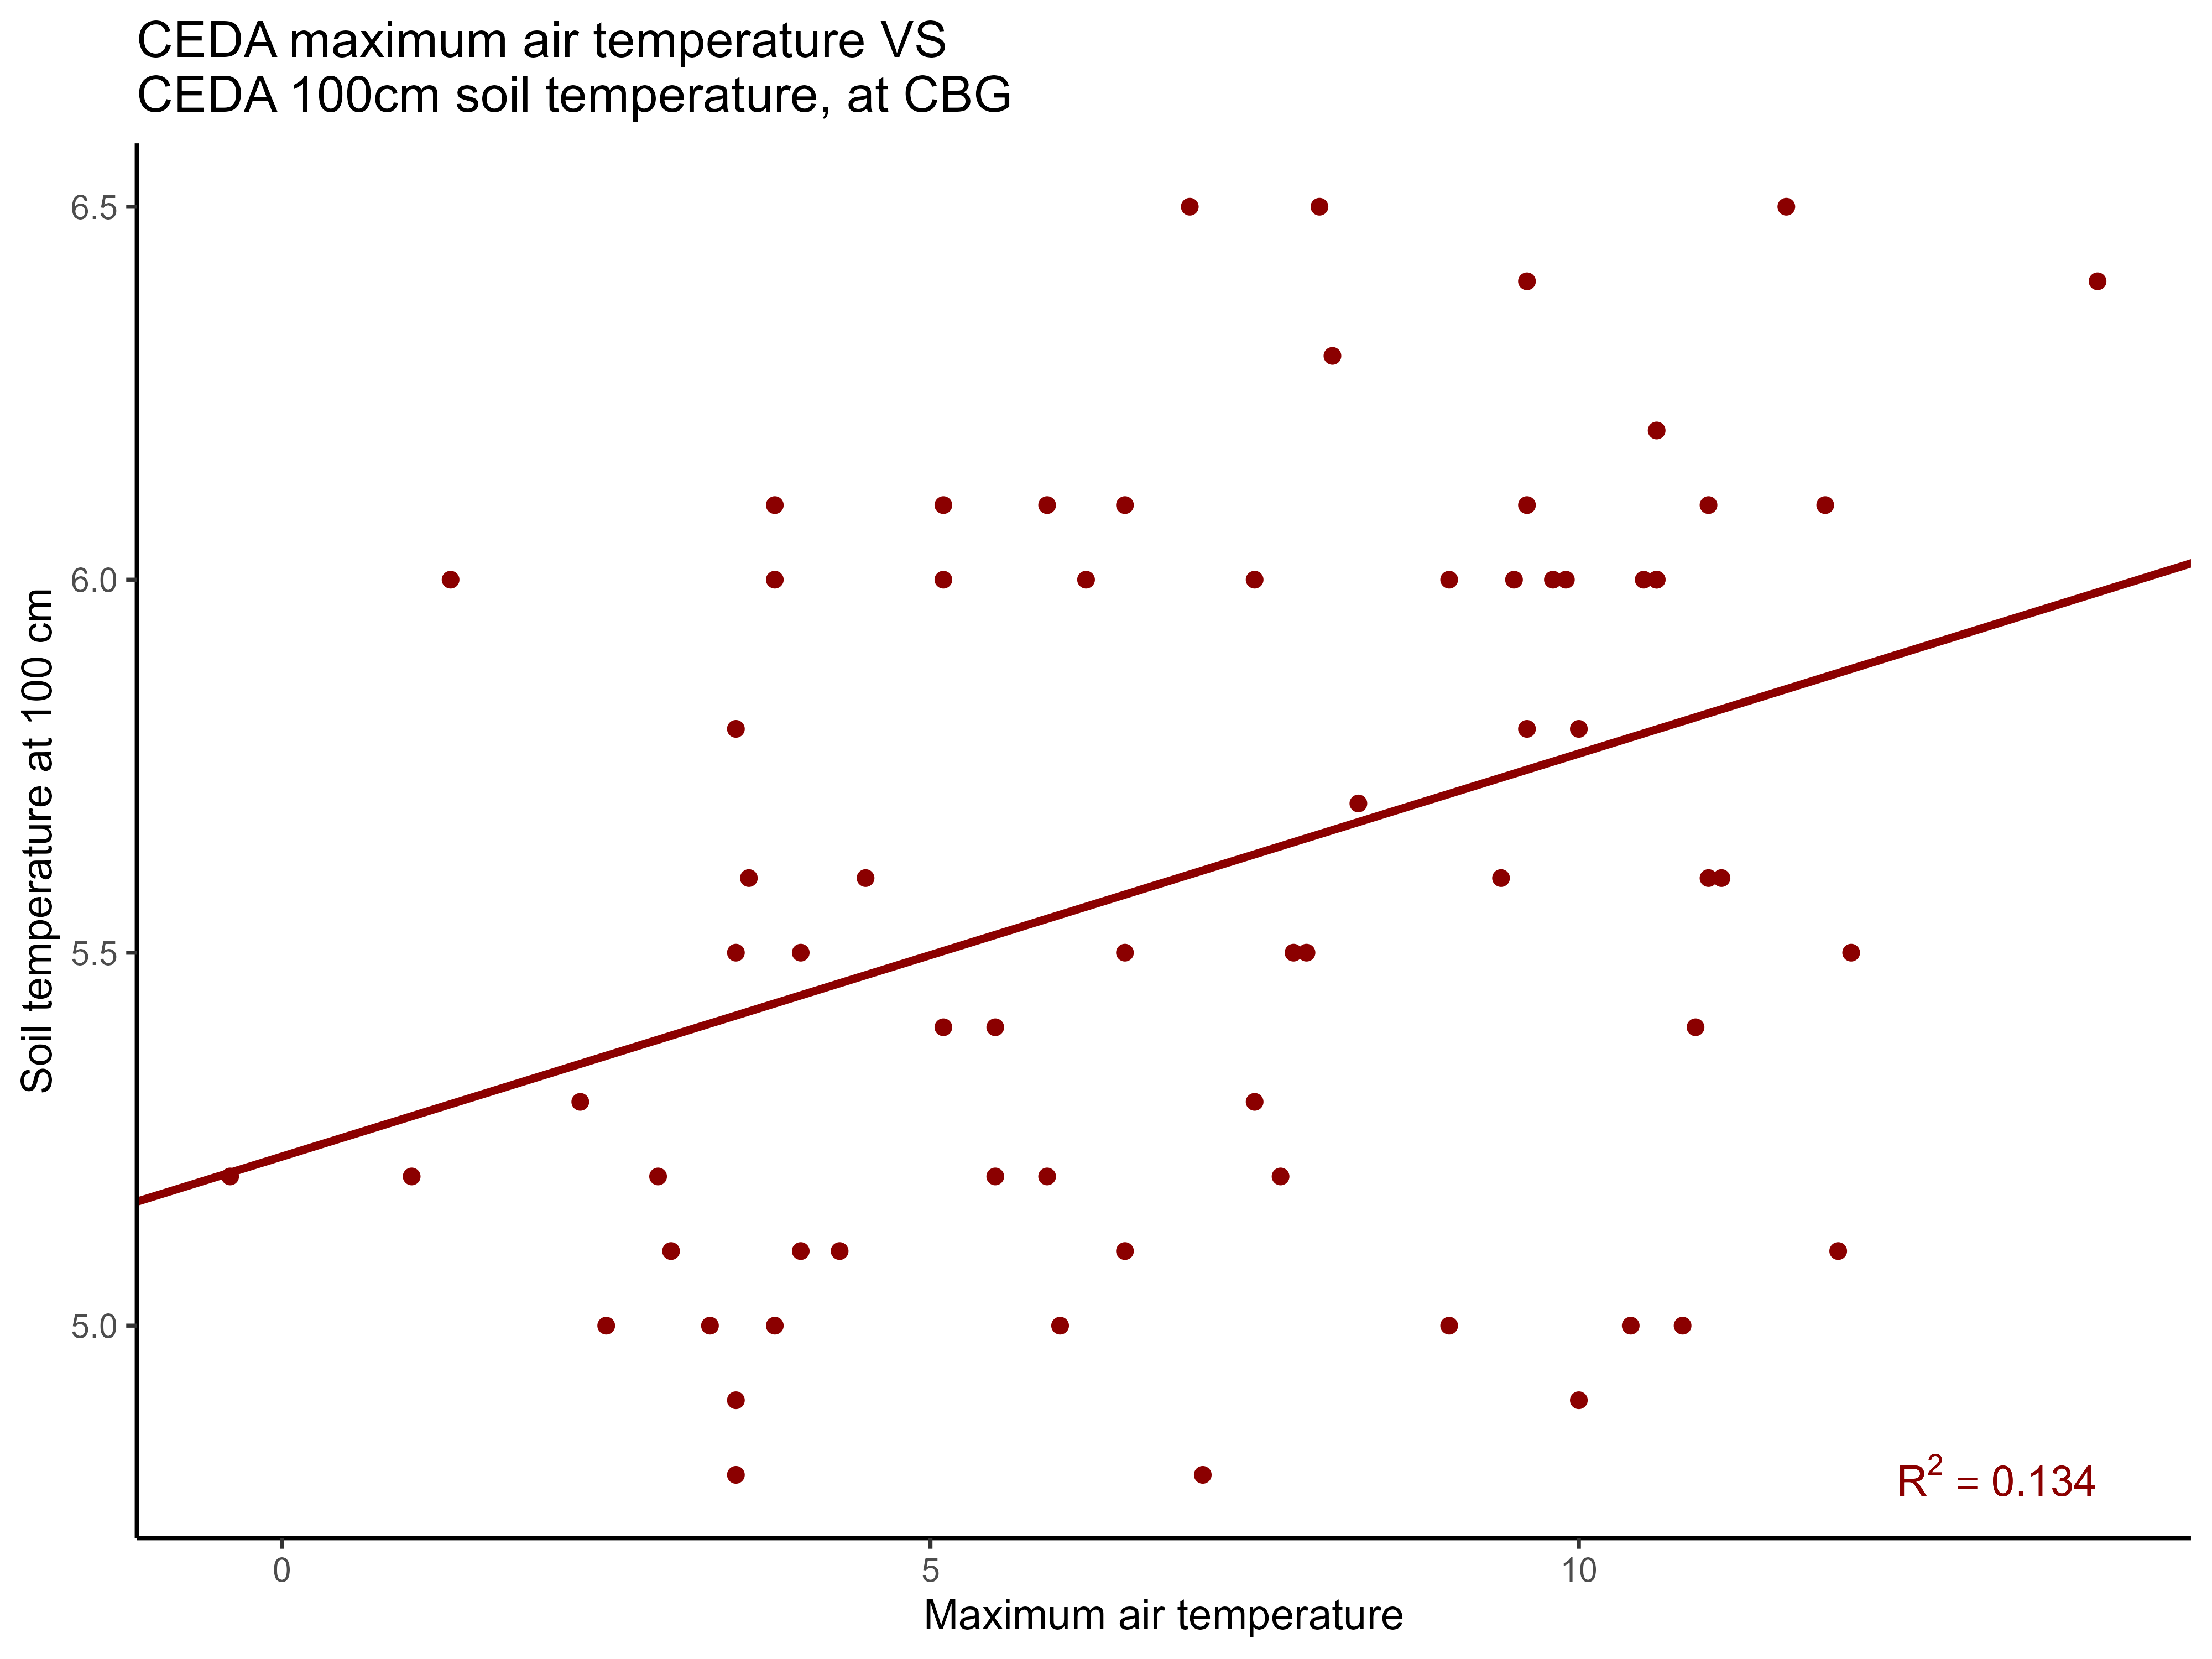 CEDA maximum air temperature VS
CEDA 100cm soil temperature, at CBG
6.5
6.0
5.5
5.0
Soil temperature at 100 cm
R² = 0.134
0 5 10
Maximum air temperature